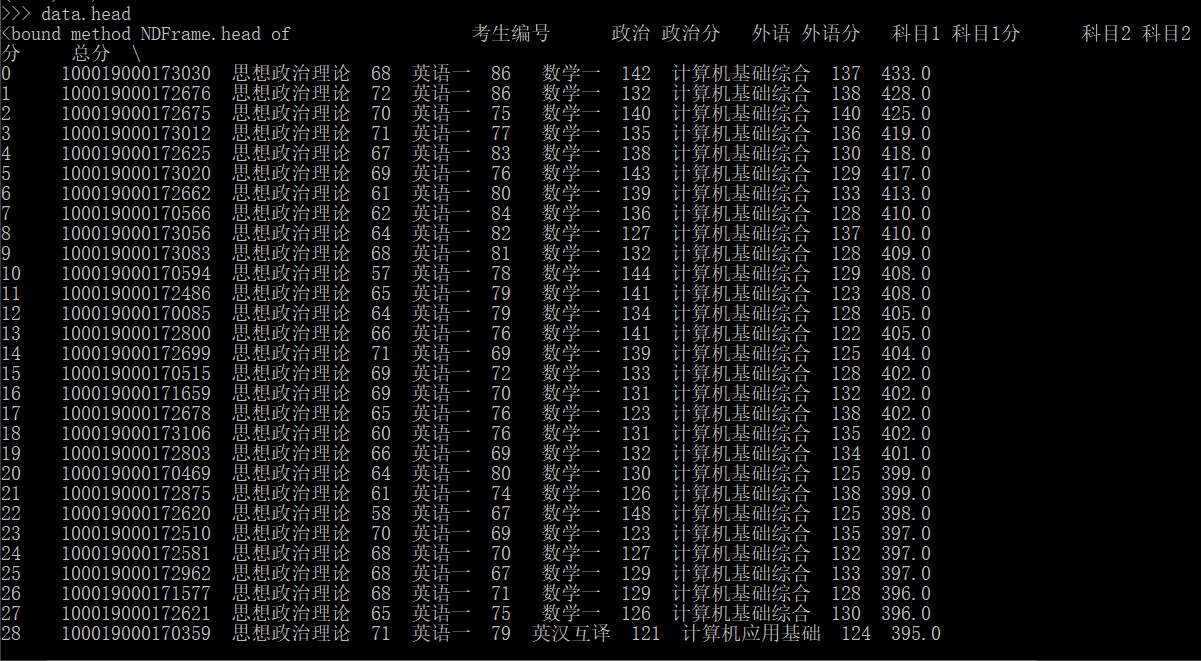 >>> data.head
<bound method NDFrame.head of 考生编号 政治 政治分 外语 外语分 科目1 科目1分 科目2 科目2
分 总分 \
0 100019000173030 思想政治理论 68 英语一 86 数学一 142 计算机基础综合 137 433.0
1 100019000172676 思想政治理论 72 英语一 86 数学一 132 计算机基础综合 138 428.0
2 100019000172675 思想政治理论 70 英语一 75 数学一 140 计算机基础综合 140 425.0
3 100019000173012 思想政治理论 71 英语一 77 数学一 135 计算机基础综合 136 419.0
4 100019000172625 思想政治理论 67 英语一 83 数学一 138 计算机基础综合 130 418.0
5 100019000173020 思想政治理论 69 英语一 76 数学一 143 计算机基础综合 129 417.0
6 100019000172662 思想政治理论 61 英语一 80 数学一 139 计算机基础综合 133 413.0
7 100019000170566 思想政治理论 62 英语一 84 数学一 136 计算机基础综合 128 410.0
8 100019000173056 思想政治理论 64 英语一 82 数学一 127 计算机基础综合 137 410.0
9 100019000173083 思想政治理论 68 英语一 81 数学一 132 计算机基础综合 128 409.0
10 100019000170594 思想政治理论 57 英语一 78 数学一 144 计算机基础综合 129 408.0
11 100019000172486 思想政治理论 65 英语一 79 数学一 141 计算机基础综合 123 408.0
12 100019000170085 思想政治理论 64 英语一 79 数学一 134 计算机基础综合 128 405.0
13 100019000172800 思想政治理论 66 英语一 76 数学一 141 计算机基础综合 122 405.0
14 100019000172699 思想政治理论 71 英语一 69 数学一 139 计算机基础综合 125 404.0
15 100019000170515 思想政治理论 69 英语一 72 数学一 133 计算机基础综合 128 402.0
16 100019000171659 思想政治理论 69 英语一 70 数学一 131 计算机基础综合 132 402.0
17 100019000172678 思想政治理论 65 英语一 76 数学一 123 计算机基础综合 138 402.0
18 100019000173106 思想政治理论 60 英语一 76 数学一 131 计算机基础综合 135 402.0
19 100019000172803 思想政治理论 66 英语一 69 数学一 132 计算机基础综合 134 401.0
20 100019000170469 思想政治理论 64 英语一 80 数学一 130 计算机基础综合 125 399.0
21 100019000172875 思想政治理论 61 英语一 74 数学一 126 计算机基础综合 138 399.0
22 100019000172620 思想政治理论 58 英语一 67 数学一 148 计算机基础综合 125 398.0
23 100019000172510 思想政治理论 70 英语一 69 数学一 123 计算机基础综合 135 397.0
24 100019000172581 思想政治理论 68 英语一 70 数学一 127 计算机基础综合 132 397.0
25 100019000172962 思想政治理论 68 英语一 67 数学一 129 计算机基础综合 133 397.0
26 100019000171577 思想政治理论 68 英语一 71 数学一 129 计算机基础综合 128 396.0
27 100019000172621 思想政治理论 65 英语一 75 数学一 126 计算机基础综合 130 396.0
28 100019000170359 思想政治理论 71 英语一 79 英汉互译 121 计算机应用基础 124 395.0